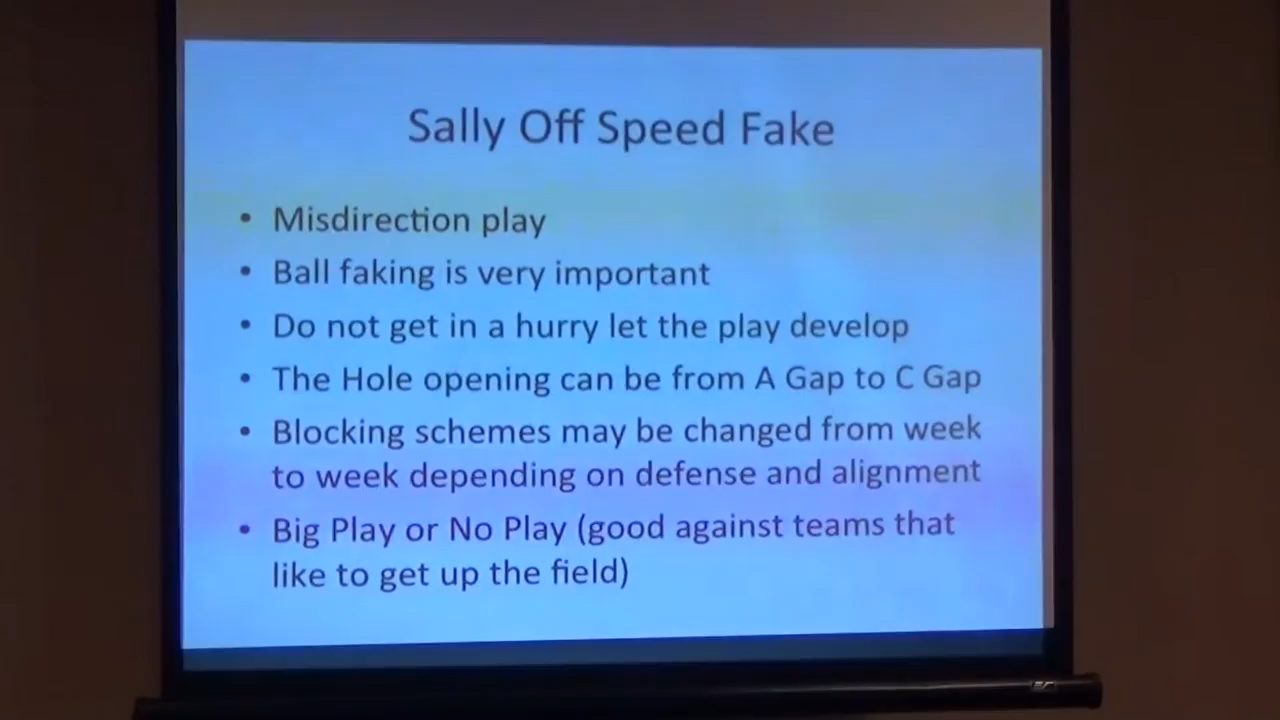 Sally Off Speed Fake
• Misdirection play
• Ball faking is very important
• Do not get in a hurry let the play develop
• The Hole opening can be from A Gap to C Gap
• Blocking schemes may be changed from week
to week depending on defense and alignment
• Big Play or No Play (good against teams that
like to get up the field)